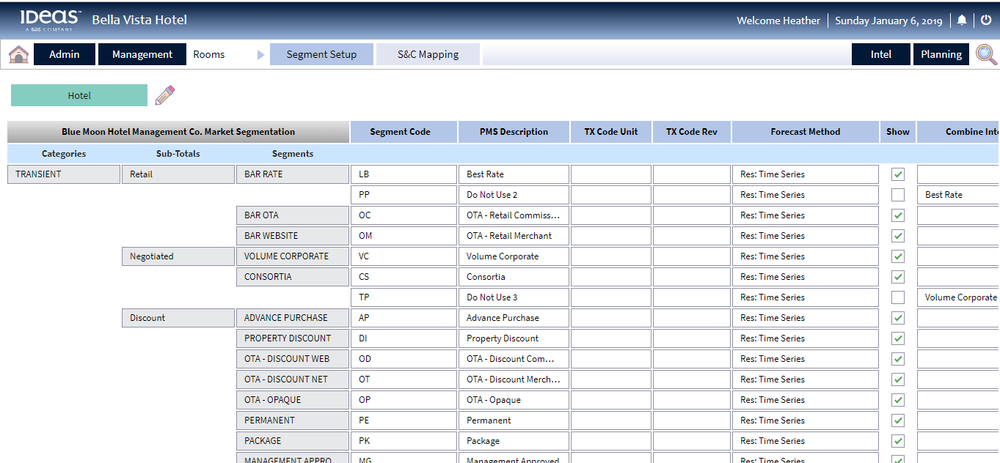 IDeaS™
A SAS COMPANY
Bella Vista Hotel
Welcome Heather
Sunday January 6, 2019
Admin
Management
Rooms
Segment Setup
S&C Mapping
Intel
Planning
Hotel
Blue Moon Hotel Management Co. Market Segmentation Segment Code PMS Description TX Code Unit TX Code Rev Forecast Method Show Combine Into
Categories Sub-Totals Segments
TRANSIENT Retail BAR RATE LB Best Rate Res: Time Series
PP Do Not Use 2 Res: Time Series Best Rate
BAR OTA OC OTA - Retail Commiss... Res: Time Series
BAR WEBSITE OM OTA - Retail Merchant Res: Time Series
Negotiated VOLUME CORPORATE VC Volume Corporate Res: Time Series
CONSORTIA CS Consortia Res: Time Series
TP Do Not Use 3 Res: Time Series Volume Corporate
Discount ADVANCE PURCHASE AP Advance Purchase Res: Time Series
PROPERTY DISCOUNT DI Property Discount Res: Time Series
OTA - DISCOUNT WEB OD OTA - Discount Com... Res: Time Series
OTA - DISCOUNT NET OT OTA - Discount Merch... Res: Time Series
OTA - OPAQUE OP OTA - Opaque Res: Time Series
PERMANENT PE Permanent Res: Time Series
PACKAGE PK Package Res: Time Series
MANAGEMENT APPRO MG Management Approved Res: Time Series